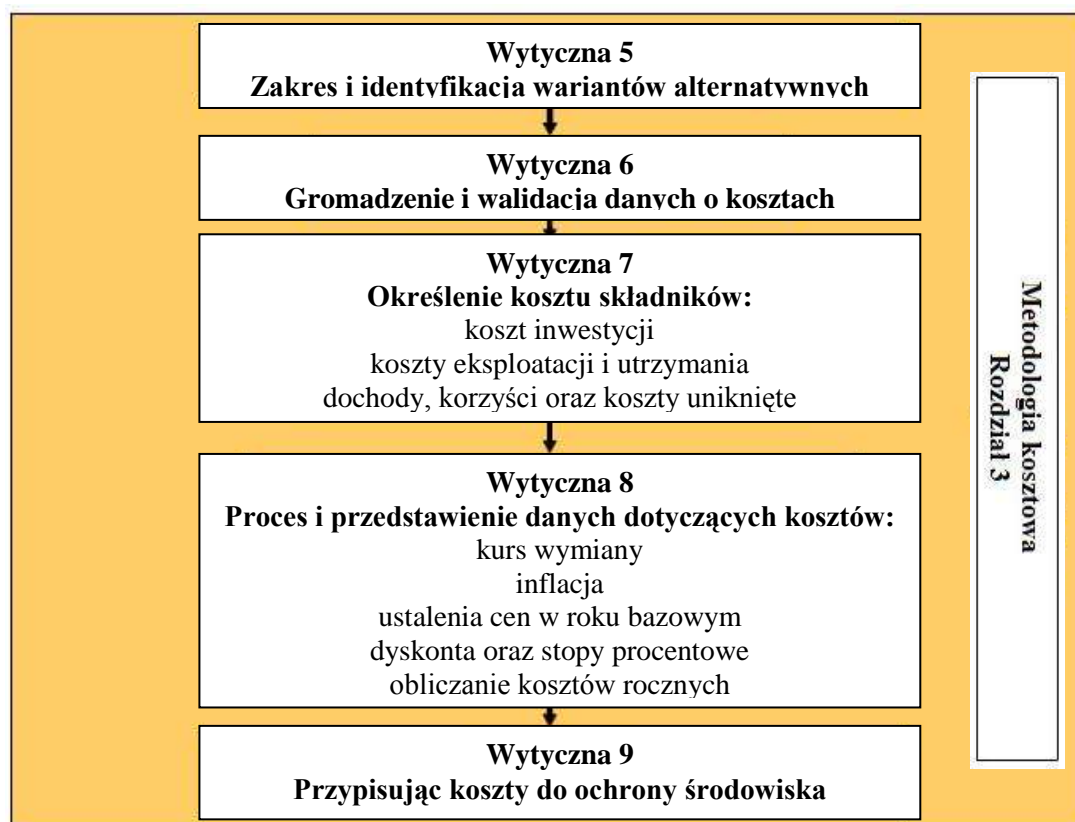 Wytyczna 5
Zakres i identyfikacja wariantów alternatywnych
Wytyczna 6
Gromadzenie i walidacja danych o kosztach
Wytyczna 7
Określenie kosztu składników:
koszt inwestycji
koszty eksploatacji i utrzymania
dochody, korzyści oraz koszty uniknięte
Wytyczna 8
Proces i przedstawienie danych dotyczących kosztów:
kurs wymiany
inflacja
ustalenia cen w roku bazowym
dyskonta oraz stopy procentowe
obliczanie kosztów rocznych
Wytyczna 9
Przypisując koszty do ochrony środowiska
Metodologia kosztowa
Rozdział 3